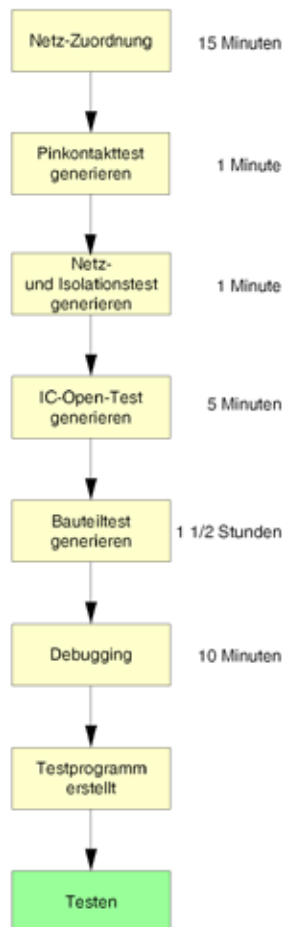 Netz-Zuordnung
15 Minuten
Pinkontakttest
generieren
1 Minute
Netz-
und Isolationstest
generieren
1 Minute
IC-Open-Test
generieren
5 Minuten
Bauteiltest
generieren
1 1/2 Stunden
Debugging
10 Minuten
Testprogramm
erstellt
Testen